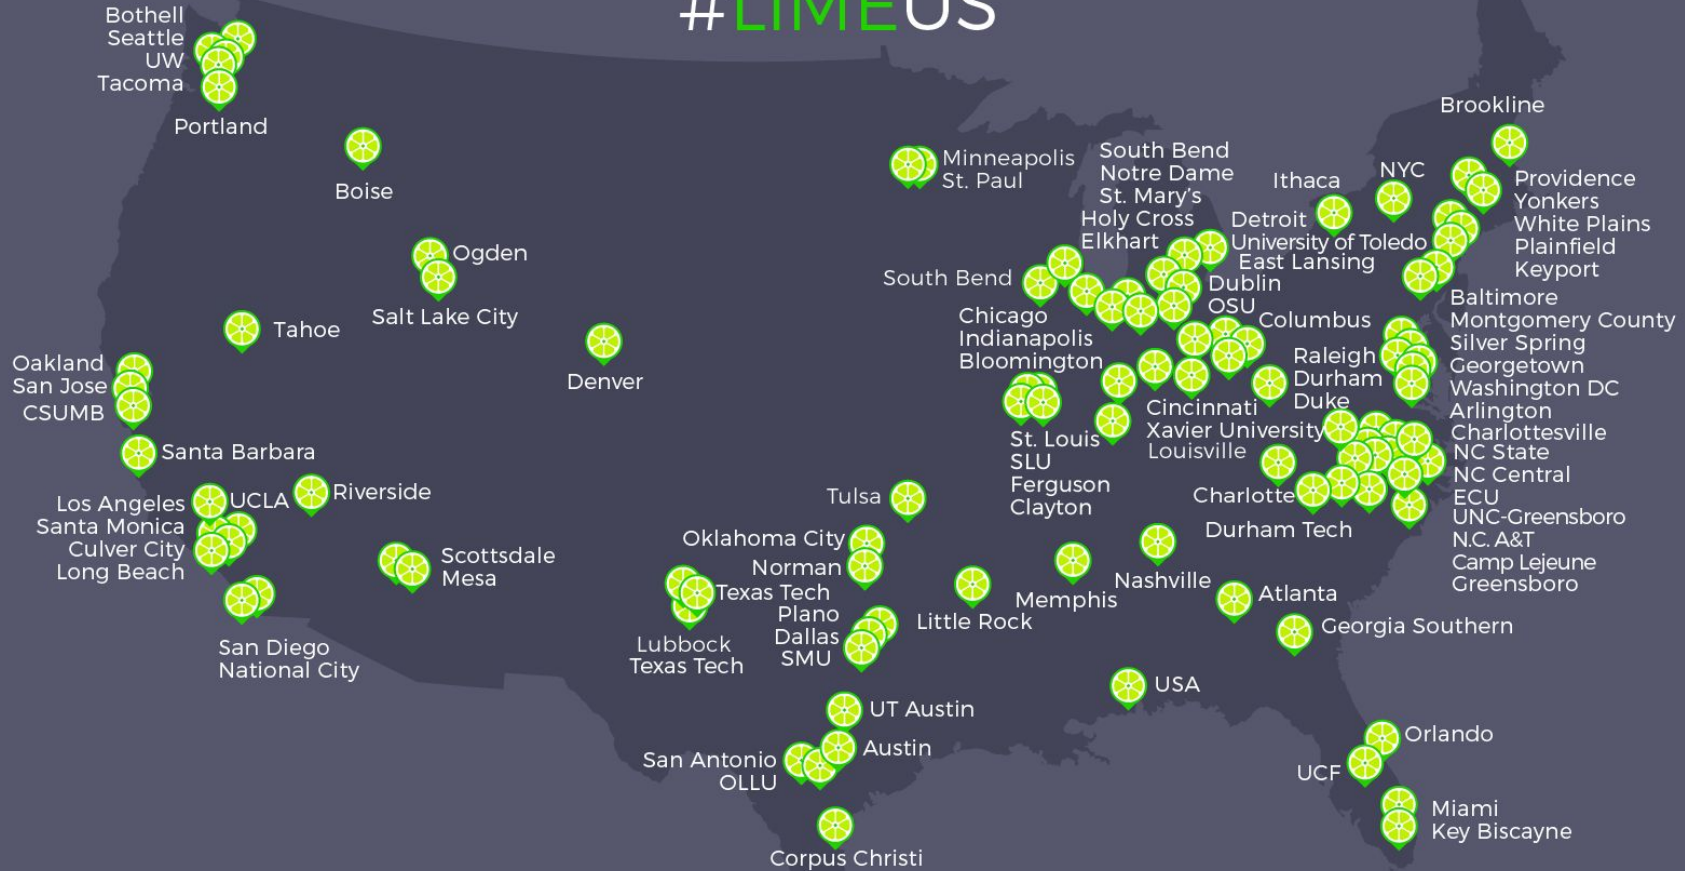 #LIMEUS
Bothell
Seattle
UW
Tacoma
Portland
Boise
Ogden
Salt Lake City
Tahoe
Oakland
San Jose
CSUMB
Santa Barbara
Los Angeles
Santa Monica
Culver City
Long Beach
UCLA
Riverside
San Diego
National City
Scottsdale
Mesa
Denver
Minneapolis
St. Paul
South Bend
Notre Dame
St. Mary's
Holy Cross
Elkhart
South Bend
Chicago
Indianapolis
Bloomington
St. Louis
SLU
Ferguson
Clayton
Detroit
University of Toledo
East Lansing
Dublin
OSU
Columbus
Cincinnati
Xavier University
Louisville
Ithaca
NYC
Brookline
Providence
Yonkers
White Plains
Plainfield
Keyport
Baltimore
Montgomery County
Silver Spring
Georgetown
Washington DC
Arlington
Charlottesville
NC State
NC Central
ECU
UNC-Greensboro
N.C. A&T
Camp Lejeune
Greensboro
Raleigh
Durham
Duke
Charlotte
Durham Tech
Tulsa
Oklahoma City
Norman
Texas Tech
Plano
Dallas
SMU
Lubbock
Texas Tech
Little Rock
Memphis
Nashville
Atlanta
Georgia Southern
USA
UT Austin
Austin
San Antonio
OLLU
Corpus Christi
Orlando
UCF
Miami
Key Biscayne